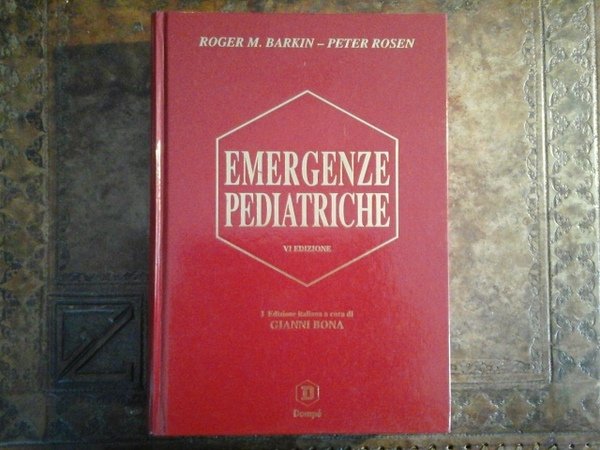 ROGER M. BARKIN – PETER ROSEN
EMERGENZE
PEDIATRICHE
VI EDIZIONE
I Edizione italiana a cura di
GIANNI BONA
D
Dompé